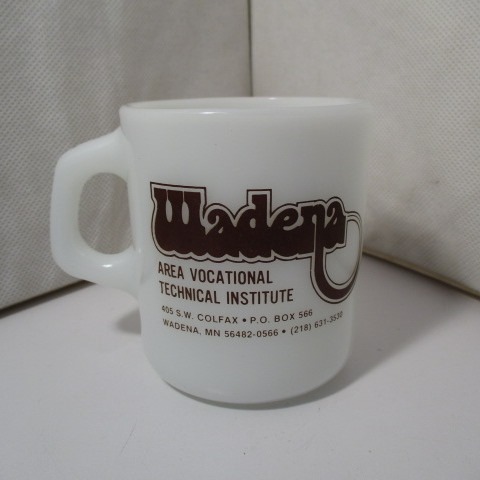 Wadena
AREA VOCATIONAL
TECHNICAL INSTITUTE
405 S.W. COLFAX • P.O. BOX 566
WADENA, MN 56482-0566 • (218) 631-3530